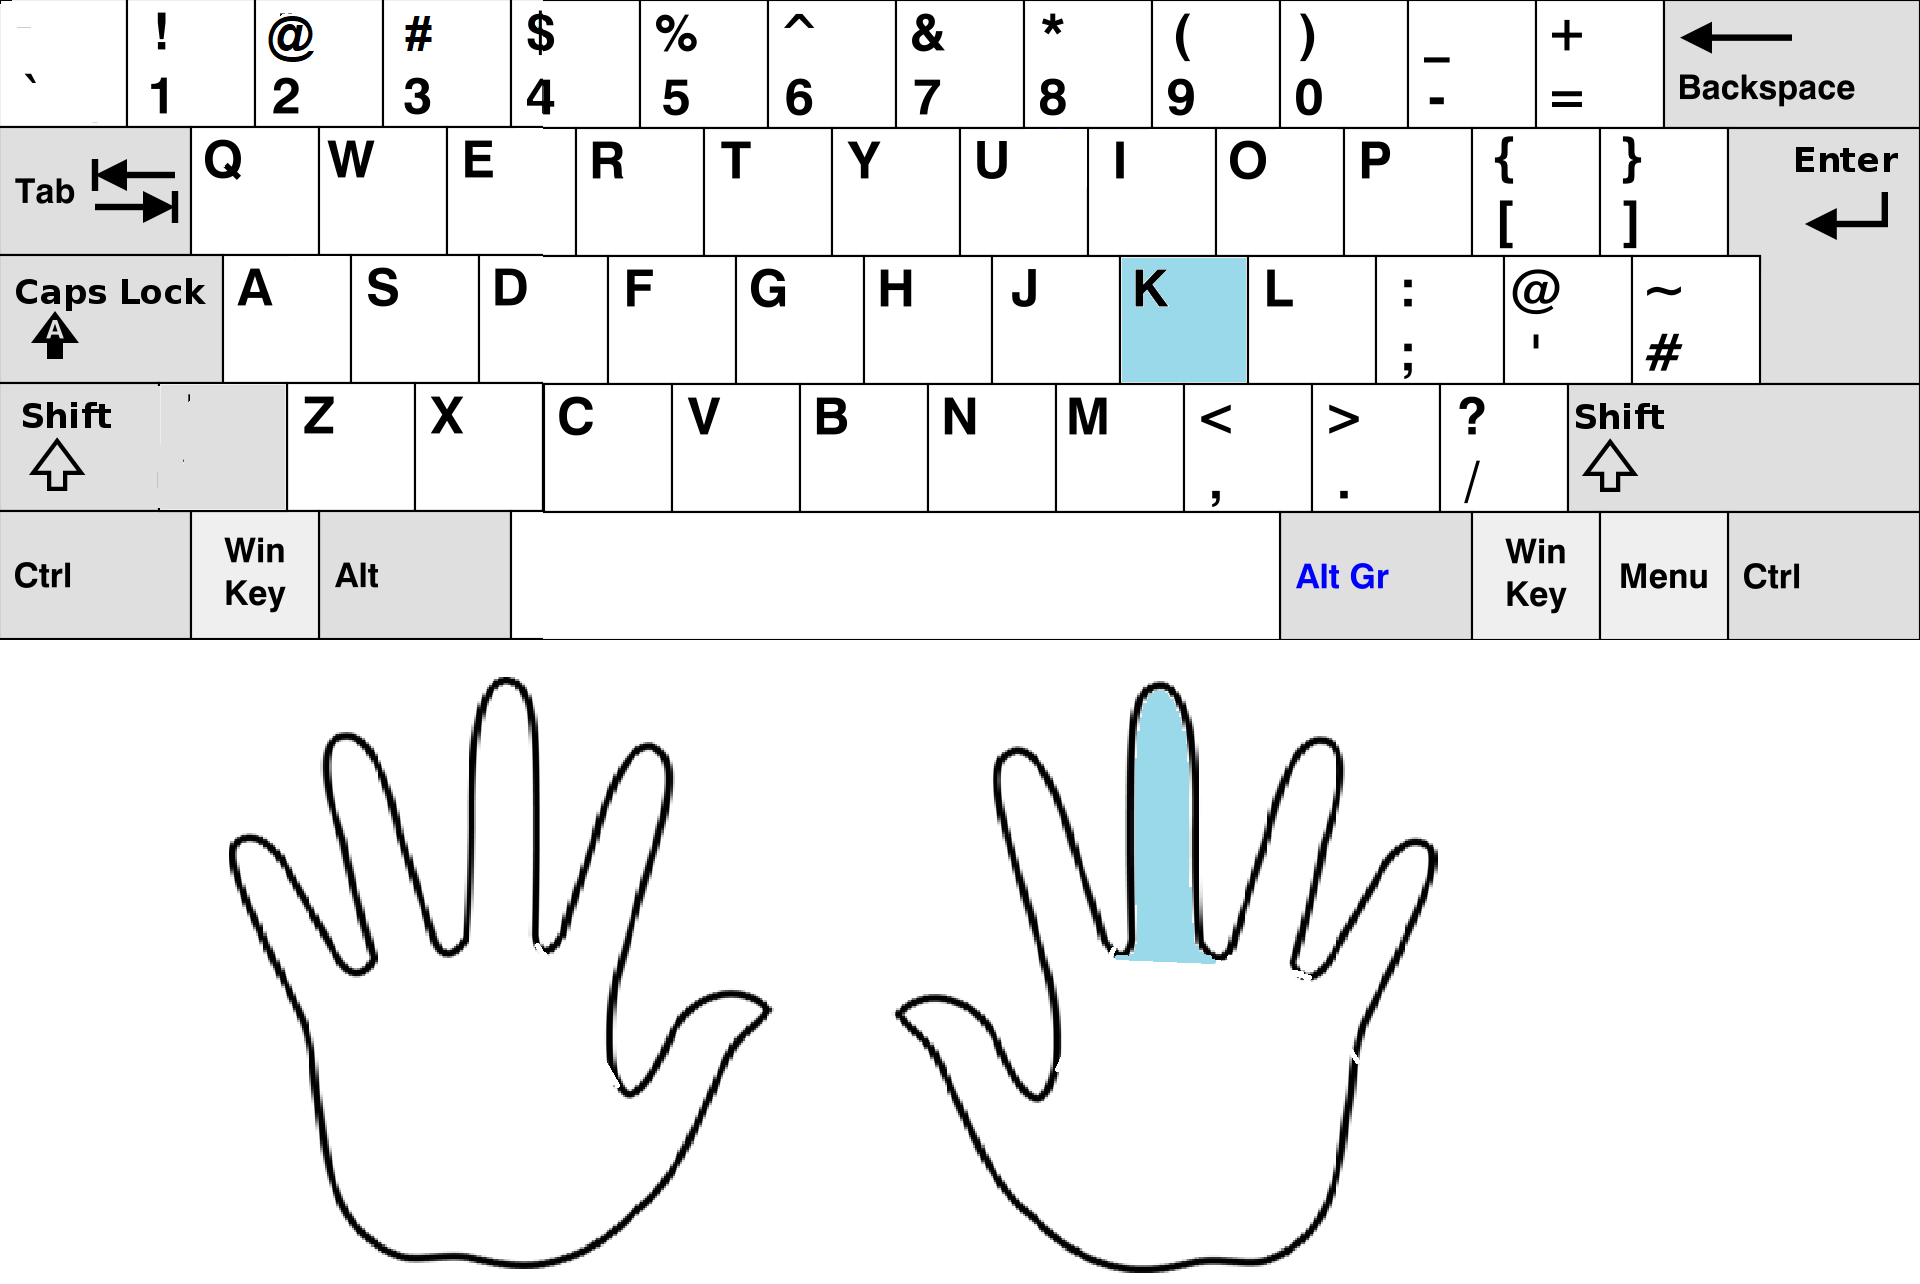 ! @ # $ % ^ & * ( ) _ +
` 1 2 3 4 5 6 7 8 9 0 - = Backspace
Tab Q W E R T Y U I O P { } Enter
[ ]
Caps Lock A S D F G H J K L : @ ~
A ; ' #
Shift Z X C V B N M < > ? Shift
, . /
Ctrl Win Key Alt Alt Gr Win Key Menu Ctrl